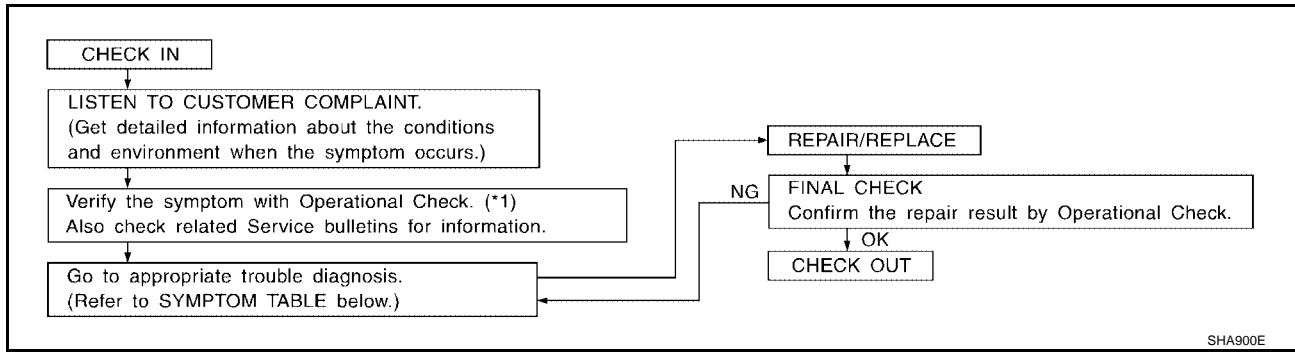 CHECK IN
LISTEN TO CUSTOMER COMPLAINT.
(Get detailed information about the conditions
and environment when the symptom occurs.)
Verify the symptom with Operational Check. (*1)
Also check related Service bulletins for information.
Go to appropriate trouble diagnosis.
(Refer to SYMPTOM TABLE below.)
REPAIR/REPLACE
NG
FINAL CHECK
Confirm the repair result by Operational Check.
OK
CHECK OUT
SHA900E